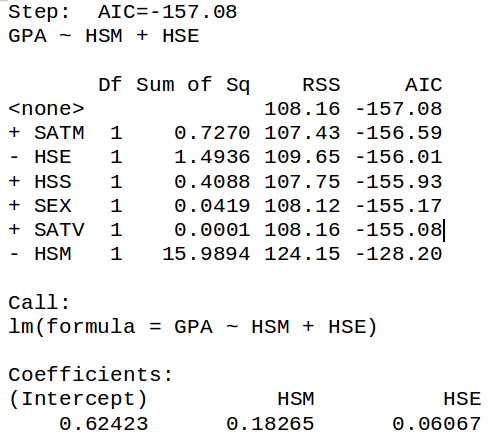 Step:  AIC=-157.08
GPA ~ HSM + HSE

       Df Sum of Sq    RSS     AIC
<none>              108.16 -157.08
+ SATM  1    0.7270 107.43 -156.59
- HSE   1    1.4936 109.65 -156.01
+ HSS   1    0.4088 107.75 -155.93
+ SEX   1    0.0419 108.12 -155.17
+ SATV  1    0.0001 108.16 -155.08
- HSM   1   15.9894 124.15 -128.20

Call:
lm(formula = GPA ~ HSM + HSE)

Coefficients:
(Intercept)          HSM          HSE
    0.62423      0.18265      0.06067